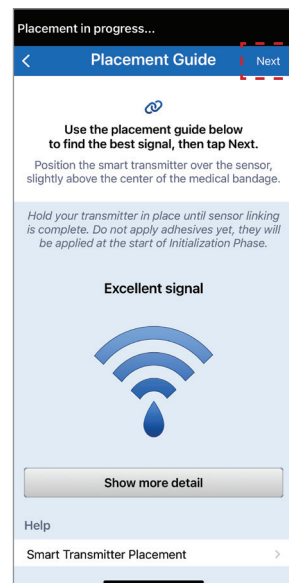 Placement in progress...
Placement Guide
Next
Use the placement guide below
to find the best signal, then tap Next.
Position the smart transmitter over the sensor,
slightly above the center of the medical bandage.
Hold your transmitter in place until sensor linking
is complete. Do not apply adhesives yet, they will
be applied at the start of Initialization Phase.
Excellent signal
Show more detail
Help
Smart Transmitter Placement